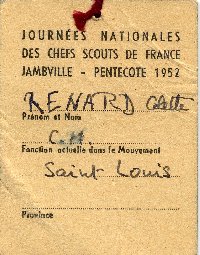 JOURNÉES NATIONALES
DES CHEFS SCOUTS DE FRANCE
JAMBVILLE - PENTECOTE 1952
RENARD
Prénom et Nom
Fonction actuelle dans le Mouvement
Saint Louis
Province